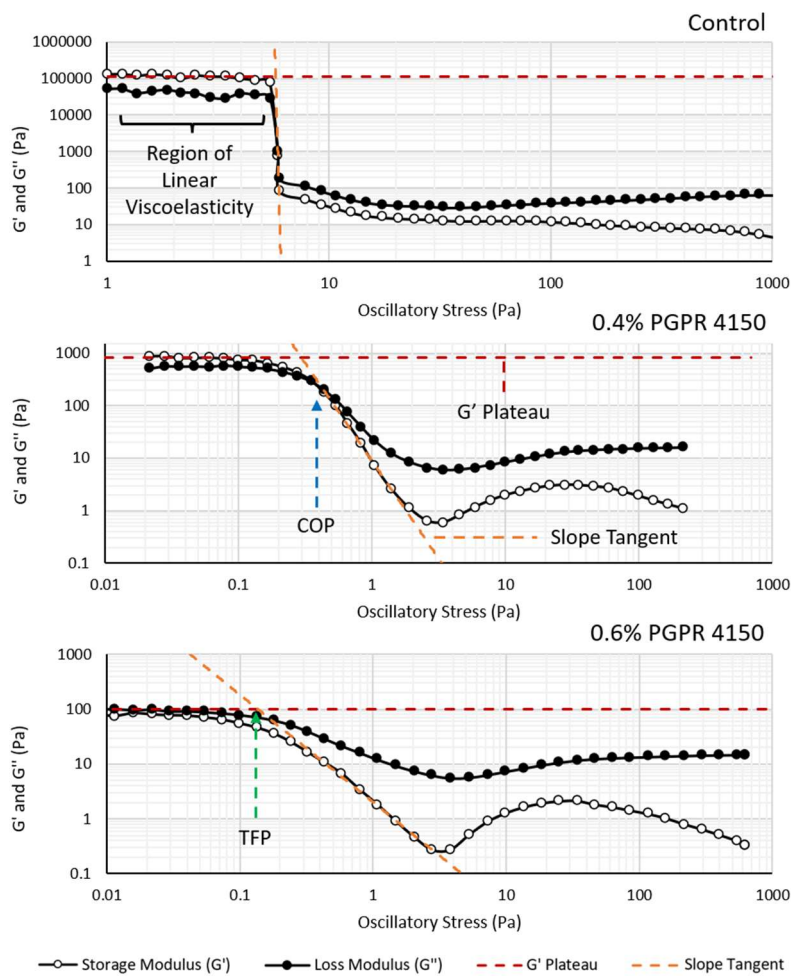 Control
1000000
100000
10000
1000
100
10
1
G' and G'' (Pa)
Region of
Linear
Viscoelasticity
1 10 100 1000
Oscillatory Stress (Pa)
0.4% PGPR 4150
1000
100
10
1
0.1
G' and G'' (Pa)
G’ Plateau
COP
Slope Tangent
0.01 0.1 1 10 100 1000
Oscillatory Stress (Pa)
0.6% PGPR 4150
1000
100
10
1
0.1
G' and G'' (Pa)
TFP
0.01 0.1 1 10 100 1000
Oscillatory Stress (Pa)
Storage Modulus (G') Loss Modulus (G'') G' Plateau Slope Tangent